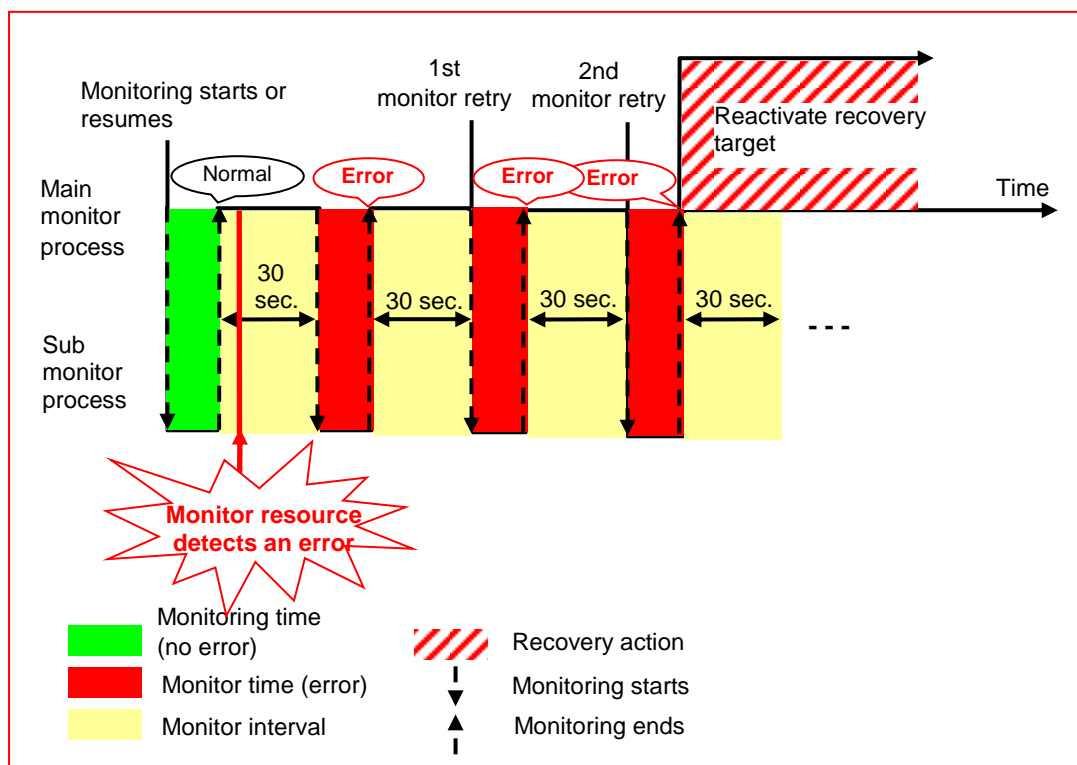 Monitoring starts or
resumes
1st
monitor retry
2nd
monitor retry
Reactivate recovery
target
Normal
Error
Error
Error
Time
Main
monitor
process
30
sec.
30 sec.
30 sec.
30 sec.
Sub
monitor
process
Monitor resource
detects an error
Monitoring time
(no error)
Monitor time (error)
Monitor interval
Recovery action
Monitoring starts
Monitoring ends